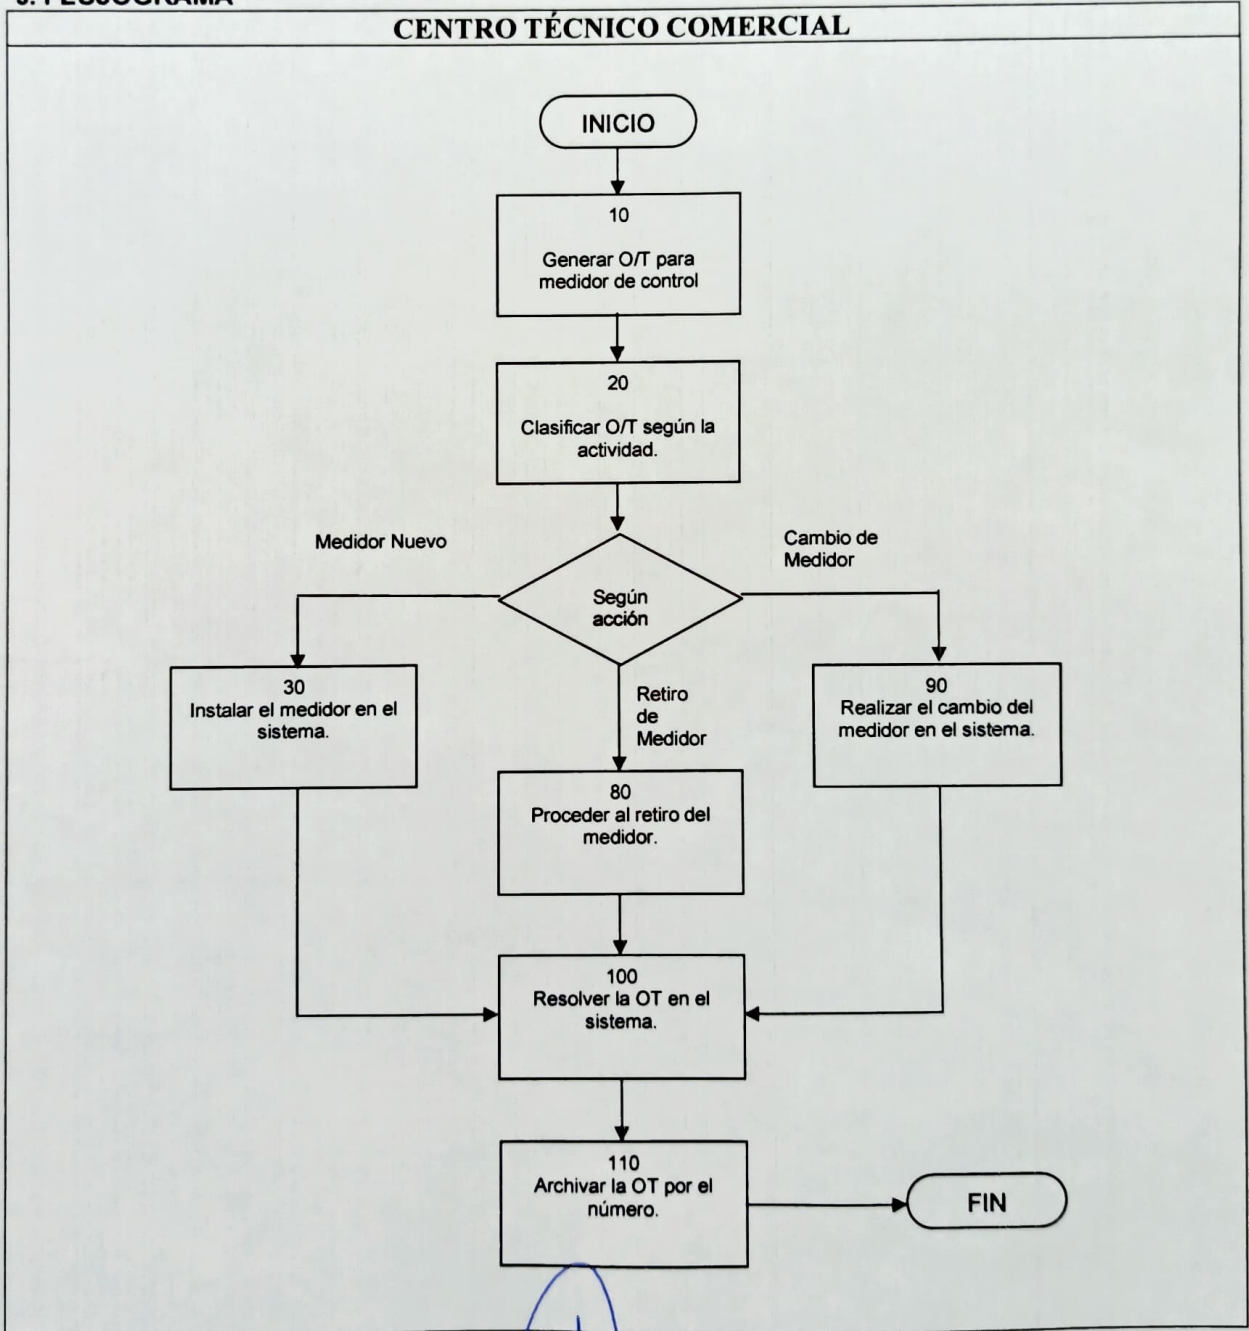 CENTRO TÉCNICO COMERCIAL
INICIO
10
Generar O/T para
medidor de control
20
Clasificar O/T según la
actividad.
Medidor Nuevo
Cambio de
Medidor
Según
acción
30
Instalar el medidor en el
sistema.
Retiro
de
Medidor
90
Realizar el cambio del
medidor en el sistema.
80
Proceder al retiro del
medidor.
100
Resolver la OT en el
sistema.
110
Archivar la OT por el
número.
FIN